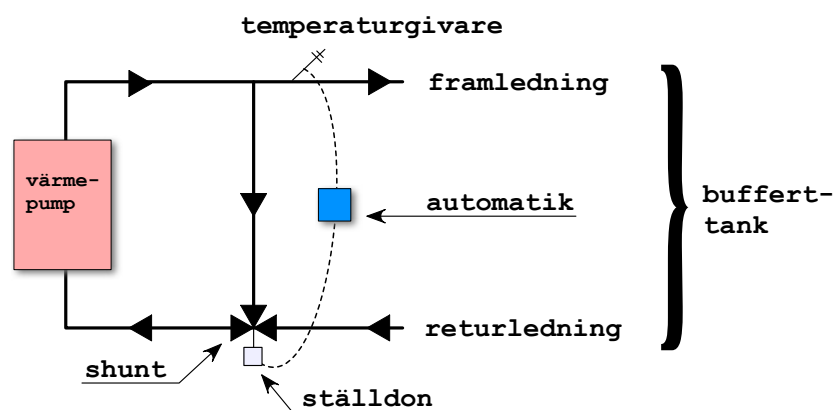 temperaturgivare
framledning
värme-
pump
automatik
buffert-
tank
returledning
shunt
ställdon